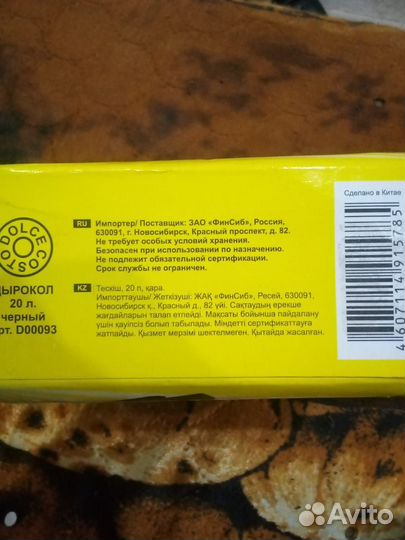 DOLCE COSTO
ДЫРОКОЛ
20 л.
черный
рт. D00093
RU Импортер/ Поставщик: ЗАО «ФинСиб», Россия,
630091, г. Новосибирск, Красный проспект, д. 82.
Не требует особых условий хранения.
Безопасен при использовании по назначению.
Не подлежит обязательной сертификации.
Срок службы не ограничен.
KZ Тескіш, 20 п, қара.
Импорттаушы/ Жеткізуші: ЖАҚ «ФинСиб», Ресей, 630091,
Новосибирск қ., Красный д., 82 үйі. Сақтаудың ерекше
жағдайларын талап етпейді. Мақсаты бойынша пайдалану
үшін қауіпсіз болып табылады. Міндетті сертификаттауға
жатпайды. Қызмет мерзімі шектелмеген. Қытайда жасалған.
Сделано в Китае
4607114915785
Avito